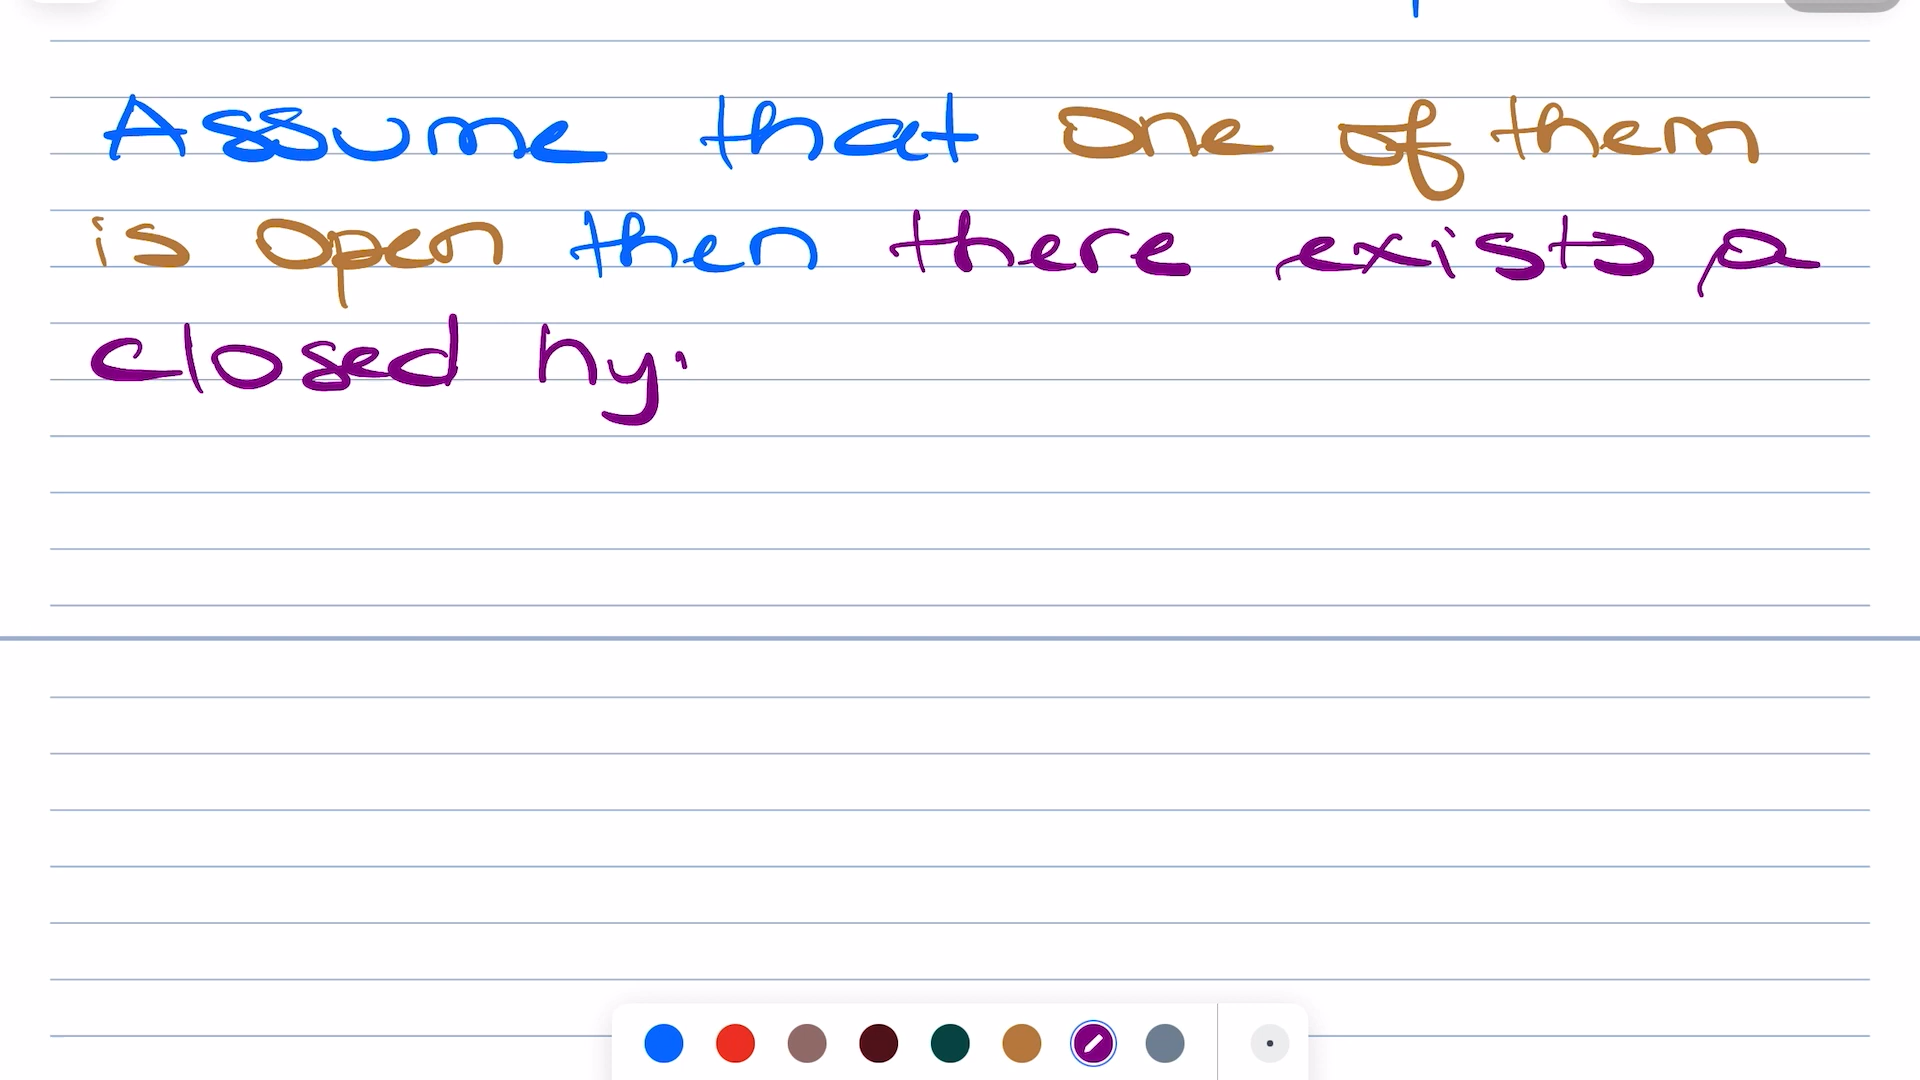 Assume that one of them
is open then there exists a
closed hy